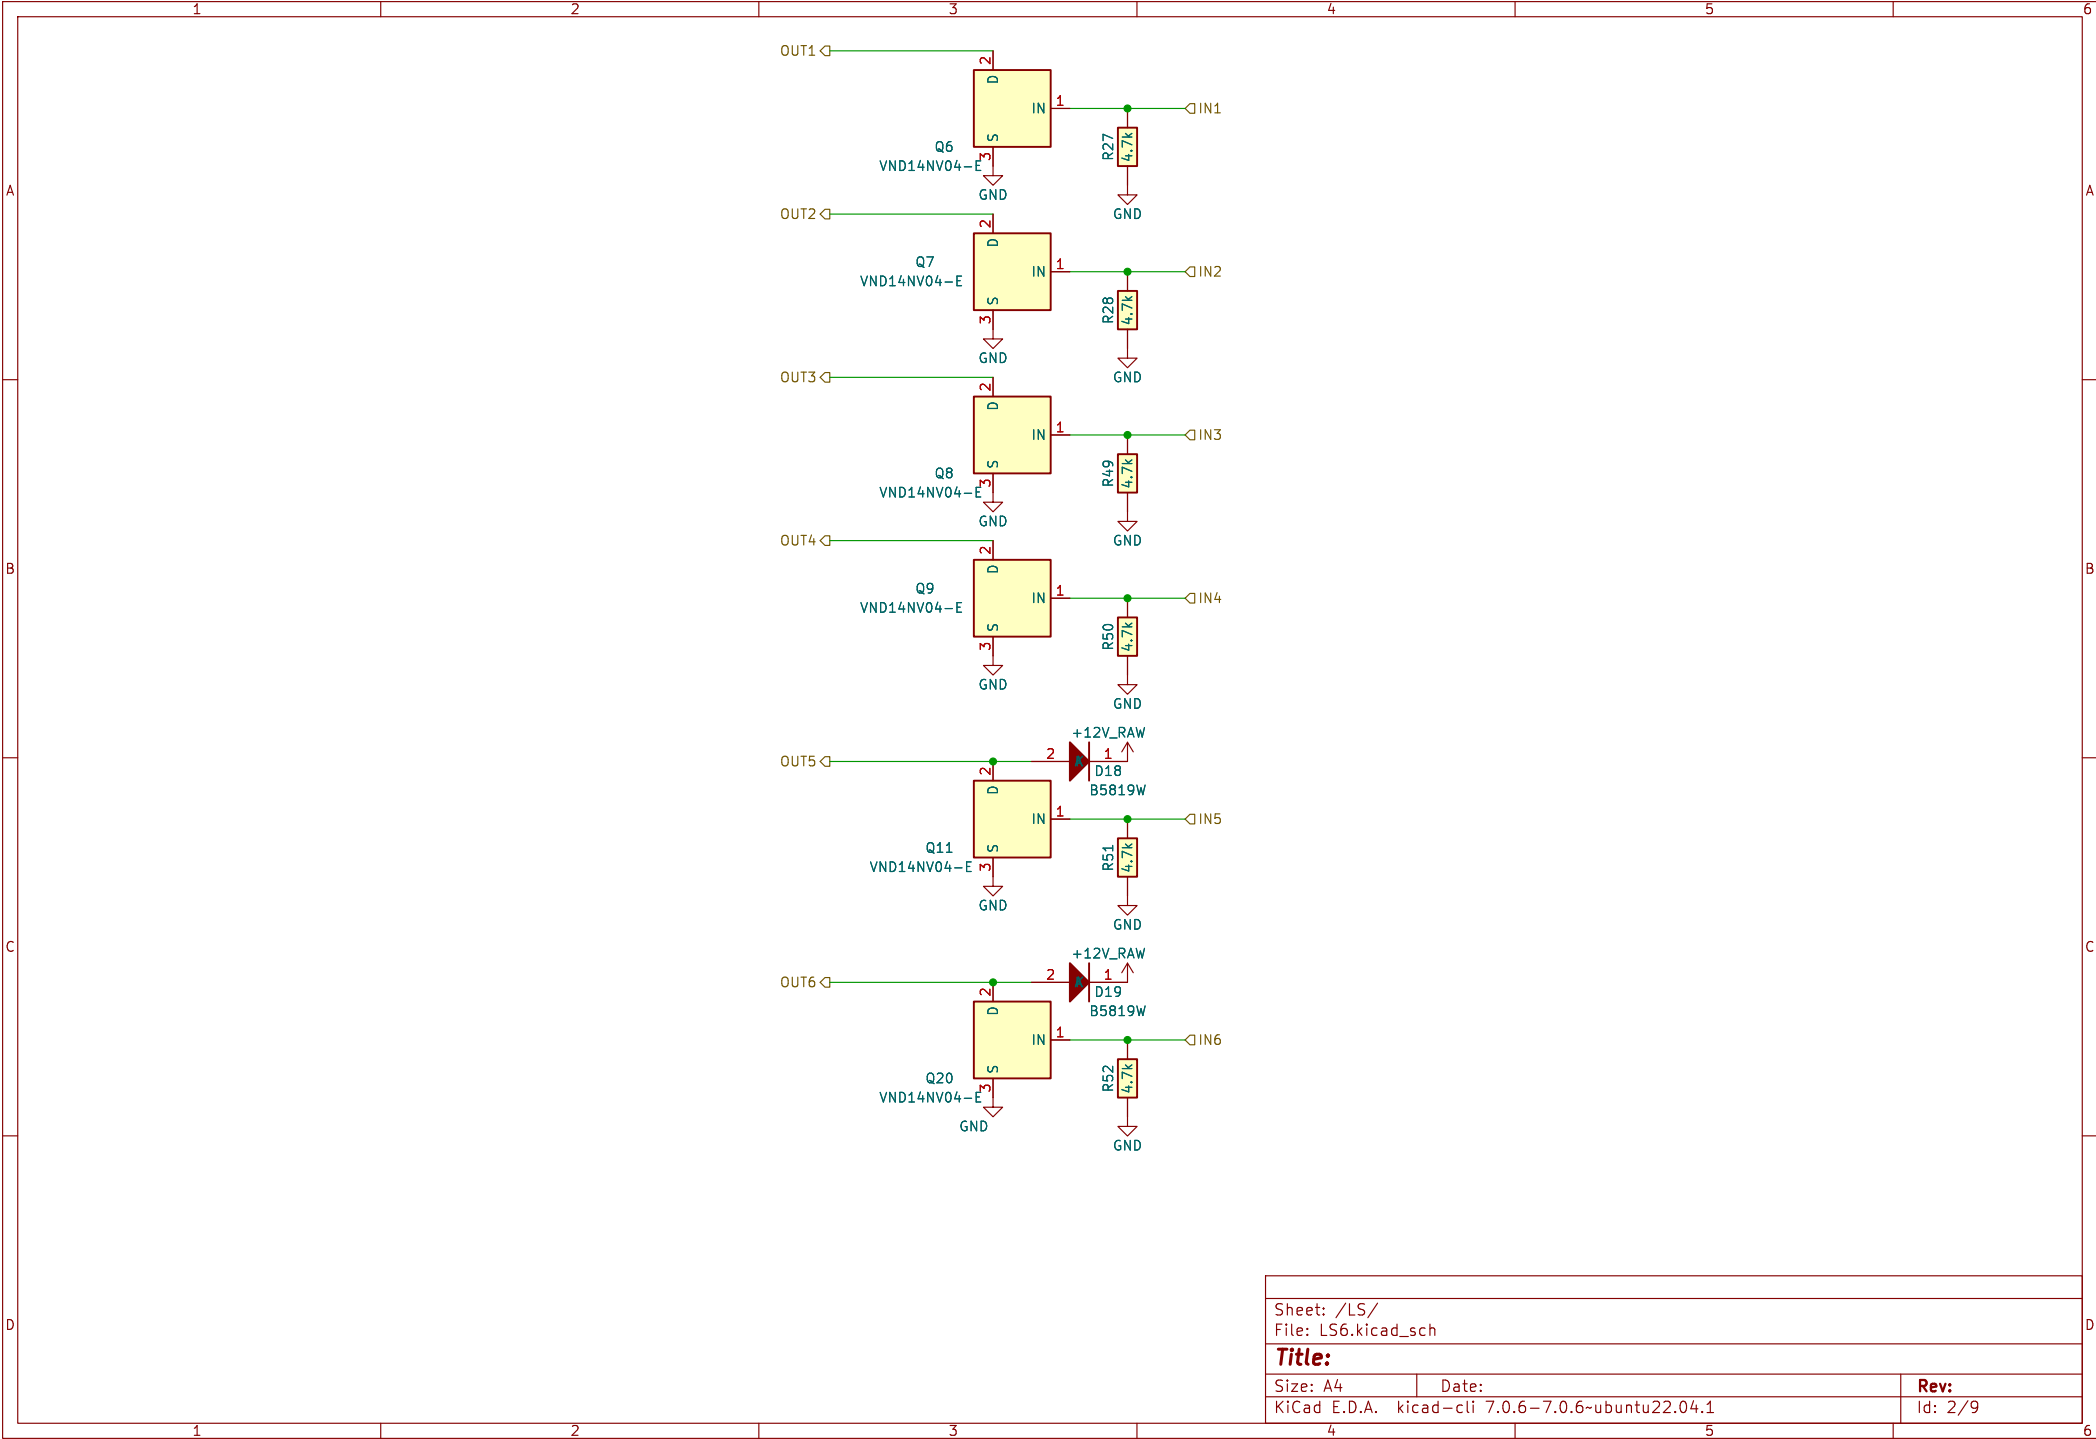 1 2 3 4 5 6
A
B
C
D
OUT1
2
D
IN 1
IN1
S
3
Q6
VND14NV04-E
GND
R27
4.7k
GND
OUT2
2
D
IN 1
IN2
S
3
Q7
VND14NV04-E
GND
R28
4.7k
GND
OUT3
2
D
IN 1
IN3
S
3
Q8
VND14NV04-E
GND
R49
4.7k
GND
OUT4
2
D
IN 1
IN4
S
3
Q9
VND14NV04-E
GND
R50
4.7k
GND
+12V_RAW
OUT5
2 1
D18
B5819W
2
D
IN 1
IN5
S
3
Q11
VND14NV04-E
GND
R51
4.7k
GND
+12V_RAW
OUT6
2 1
D19
B5819W
2
D
IN 1
IN6
S
3
Q20
VND14NV04-E
GND
R52
4.7k
GND
A
B
C
D
Sheet: /LS/
File: LS6.kicad_sch
Title:
Size: A4 Date: Rev:
KiCad E.D.A. kicad-cli 7.0.6-7.0.6~ubuntu22.04.1 Id: 2/9
1 2 3 4 5 6